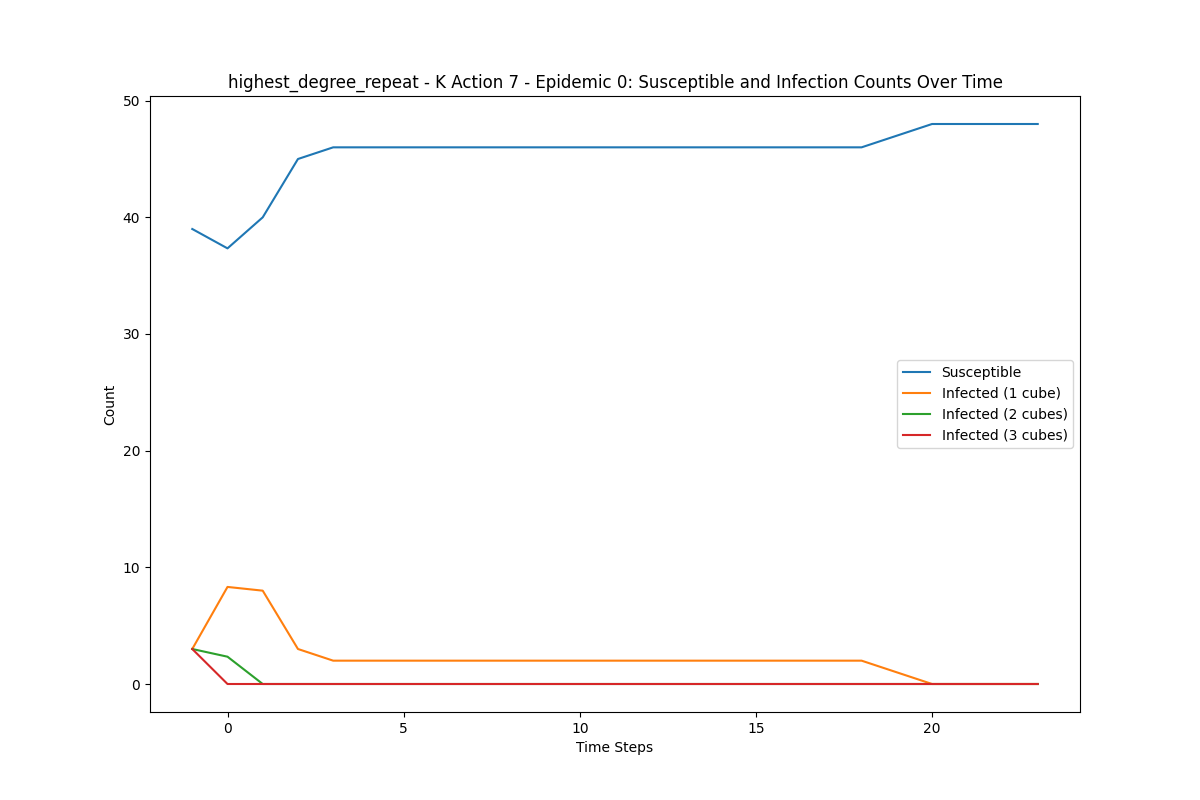 highest_degree_repeat - K Action 7 - Epidemic 0: Susceptible and Infection Counts Over Time
50
40
30
20
10
0
Count
Susceptible
Infected (1 cube)
Infected (2 cubes)
Infected (3 cubes)
0 5 10 15 20
Time Steps